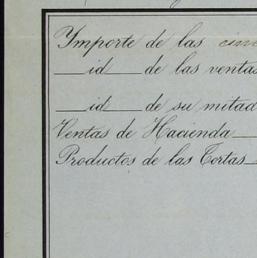 Ymporte de las
id de las ventas
id de su mitad
Ventas de Hacienda
Productos de las Tortas